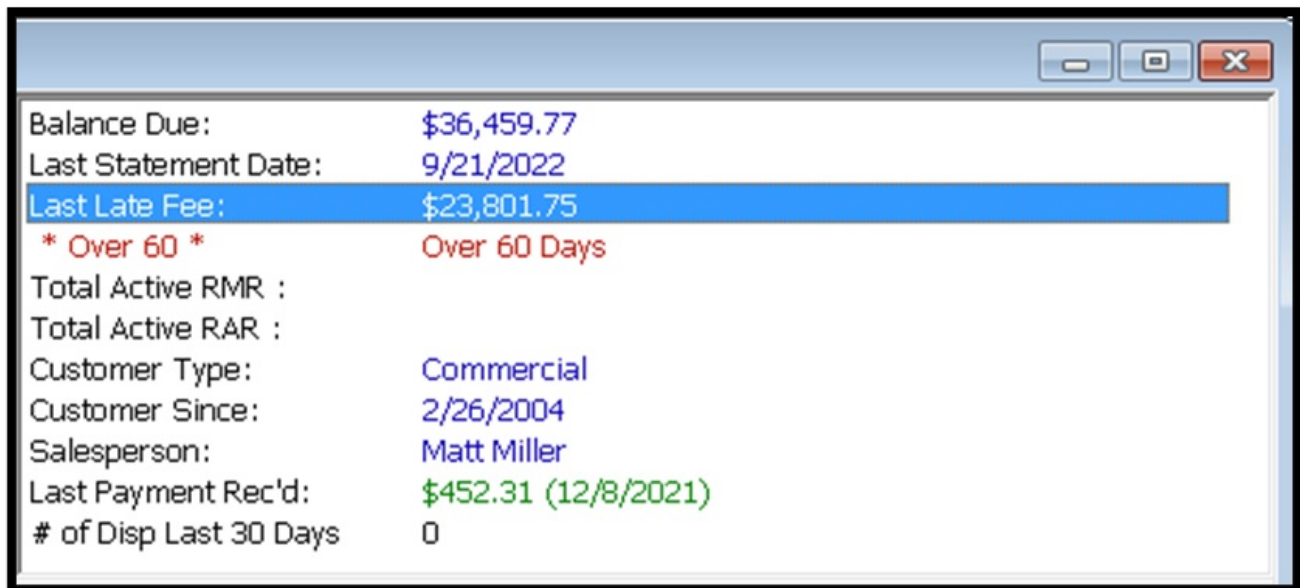 Balance Due: $36,459.77
Last Statement Date: 9/21/2022
Last Late Fee: $23,801.75
* Over 60 * Over 60 Days
Total Active RMR :
Total Active RAR :
Customer Type: Commercial
Customer Since: 2/26/2004
Salesperson: Matt Miller
Last Payment Rec'd: $452.31 (12/8/2021)
# of Disp Last 30 Days 0